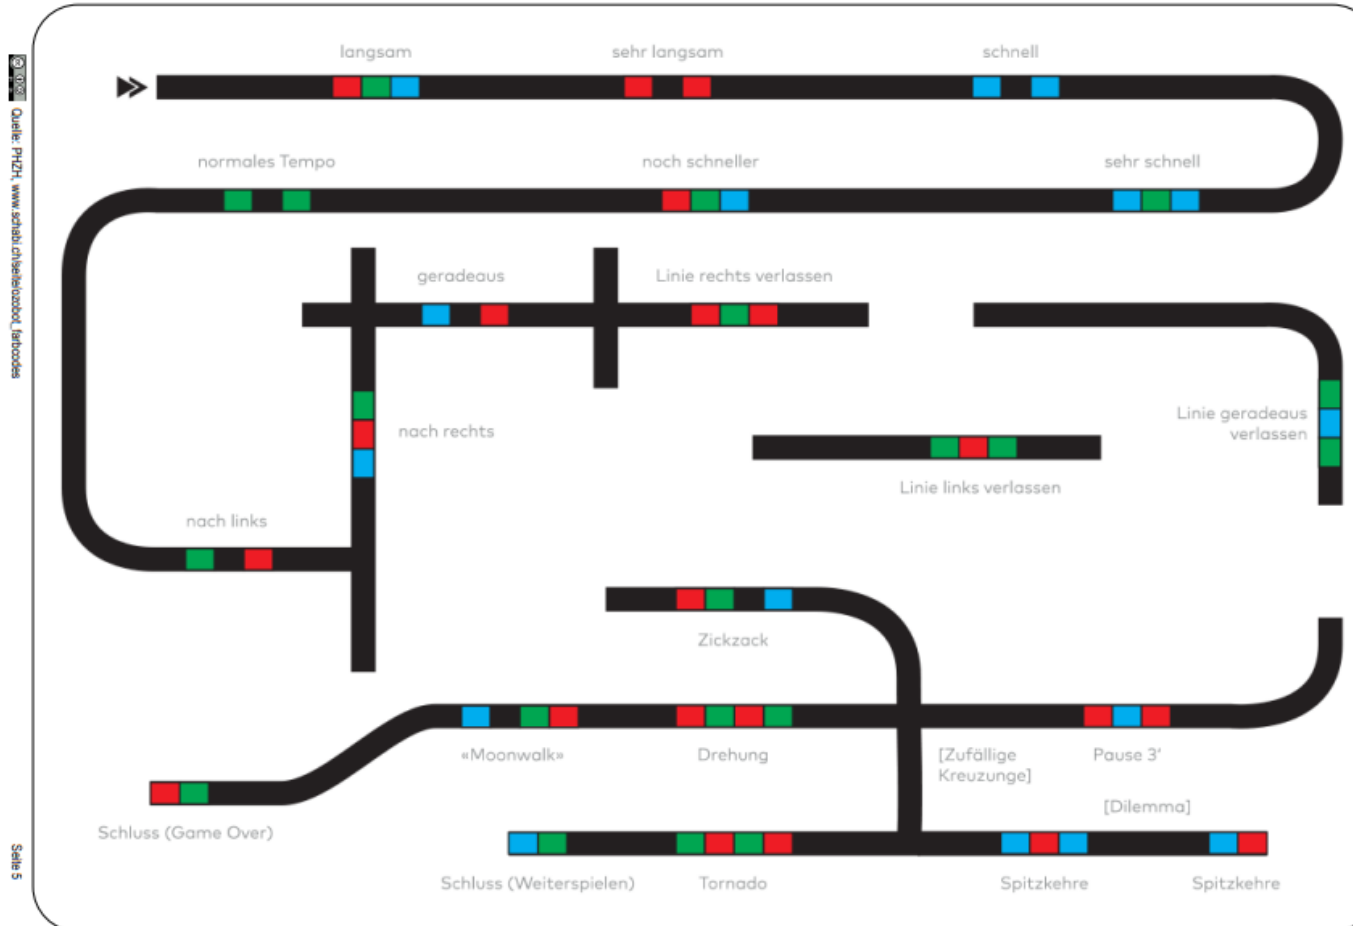 langsam
sehr langsam
schnell
normales Tempo
noch schneller
sehr schnell
geradeaus
Linie rechts verlassen
nach rechts
Linie geradeaus
verlassen
Linie links verlassen
nach links
Zickzack
«Moonwalk»
Drehung
[Zufällige
Kreuzunge]
Pause 3'
[Dilemma]
Schluss (Game Over)
Schluss (Weiterspielen)
Tornado
Spitzkehre
Spitzkehre
Quelle: PHZH, www.schabi.ch/seite/ozobot_farbcodes
Seite 5